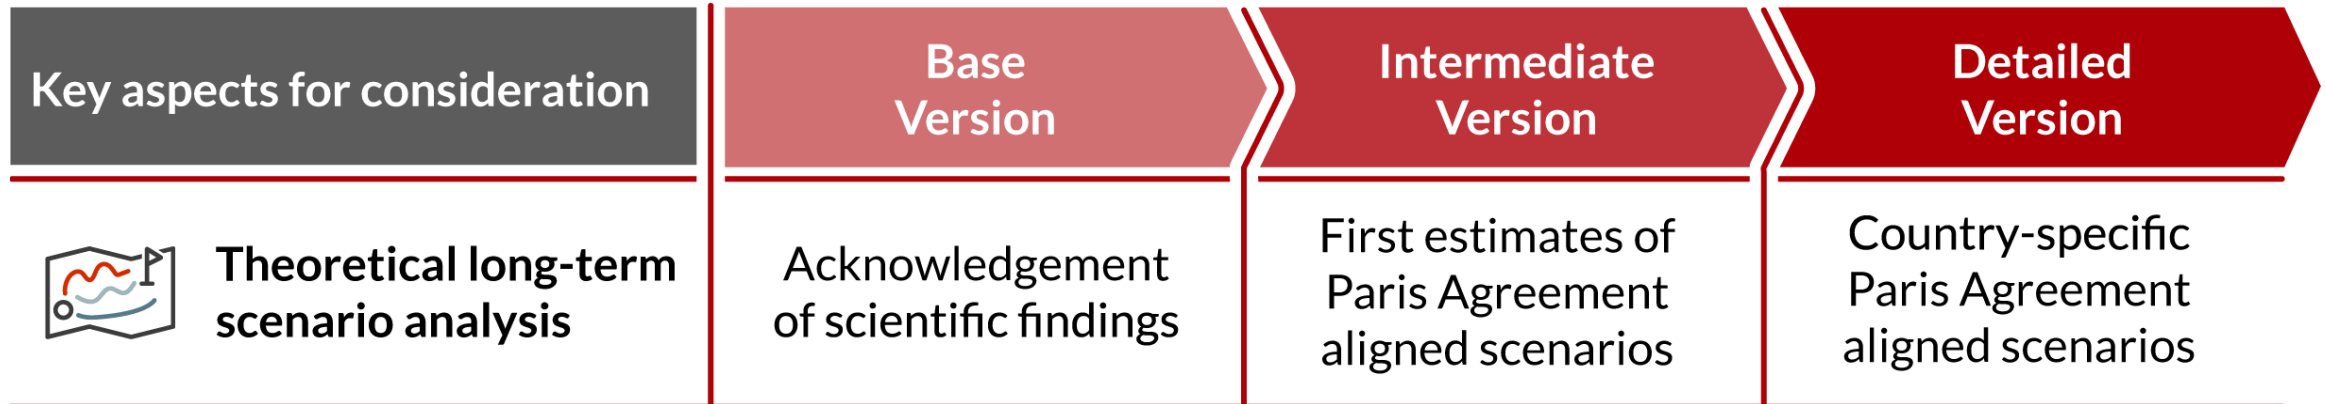 Key aspects for consideration
Base
Version
Intermediate
Version
Detailed
Version
Theoretical long-term
scenario analysis
Acknowledgement
of scientific findings
First estimates of
Paris Agreement
aligned scenarios
Country-specific
Paris Agreement
aligned scenarios